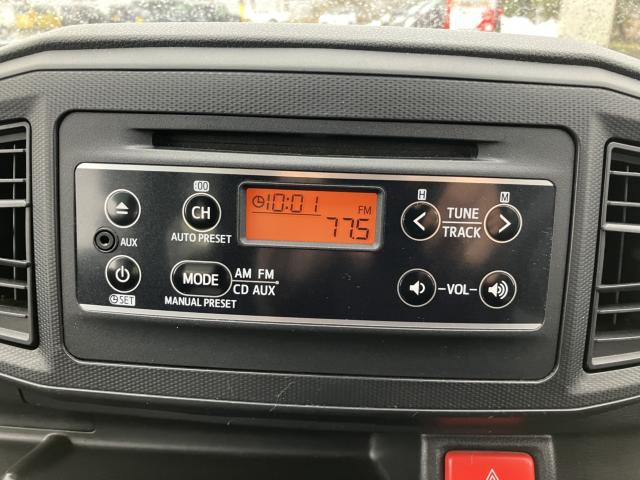 :00
CH
AUTO PRESET
AUX
SET
MODE
AM FM
CD AUX
MANUAL PRESET
10:01
FM
77.5
H
M
< TUNE >
TRACK
-VOL-